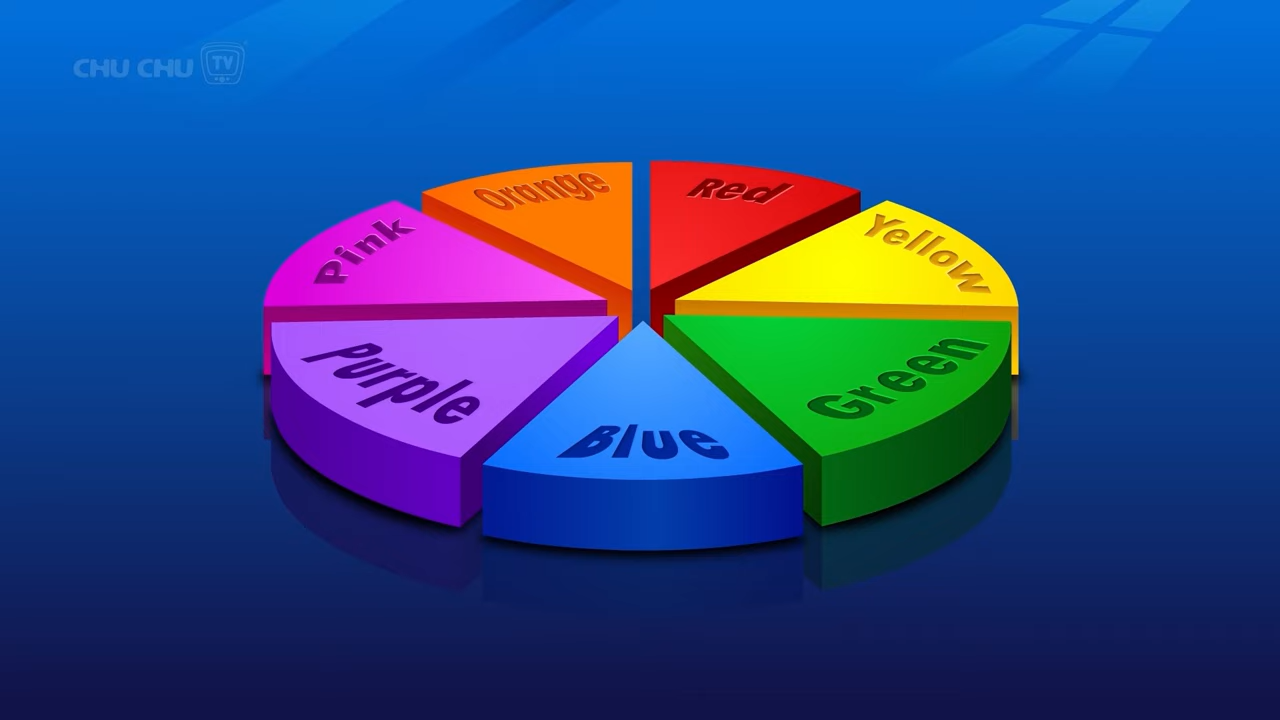 CHU CHU TV
Orange
Red
Pink
Yellow
Purple
Green
Blue